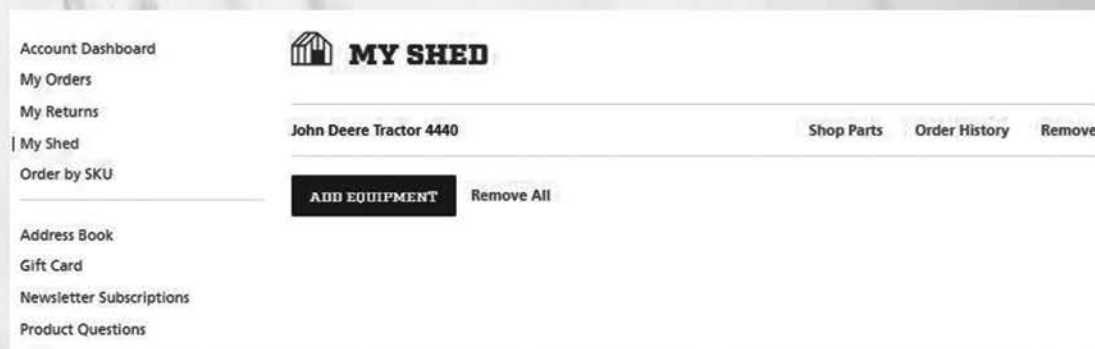 Account Dashboard
My Orders
My Returns
| My Shed
Order by SKU
Address Book
Gift Card
Newsletter Subscriptions
Product Questions
MY SHED
John Deere Tractor 4440 Shop Parts Order History Remove
ADD EQUIPMENT Remove All